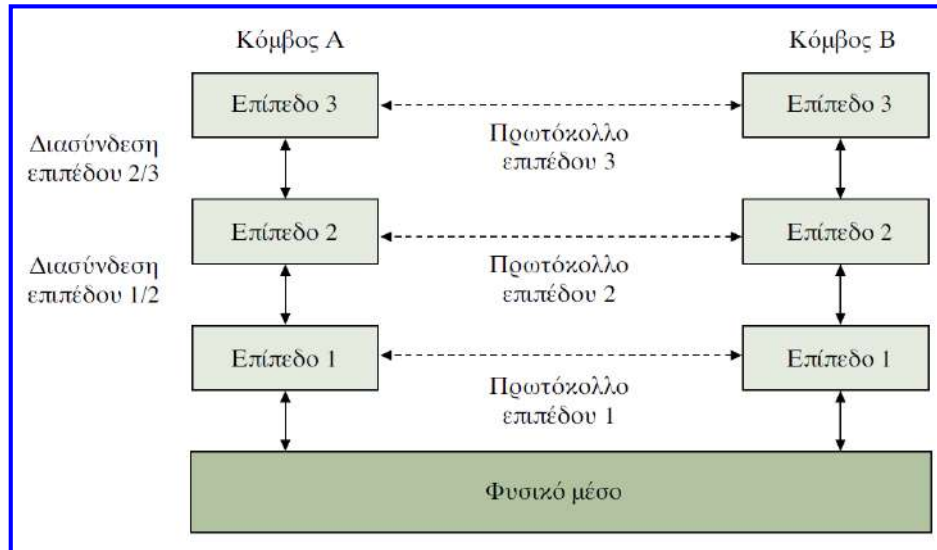 Κόμβος Α
Κόμβος Β
Επίπεδο 3
Επίπεδο 3
Πρωτόκολλο
επιπέδου 3
Διασύνδεση
επιπέδου 2/3
Επίπεδο 2
Επίπεδο 2
Πρωτόκολλο
επιπέδου 2
Διασύνδεση
επιπέδου 1/2
Επίπεδο 1
Επίπεδο 1
Πρωτόκολλο
επιπέδου 1
Φυσικό μέσο